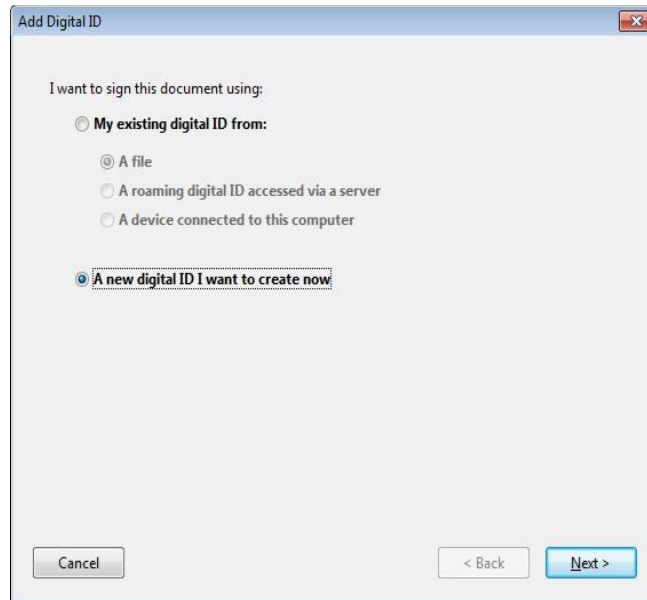 Add Digital ID
I want to sign this document using:
My existing digital ID from:
A file
A roaming digital ID accessed via a server
A device connected to this computer
A new digital ID I want to create now
Cancel
< Back
Next >